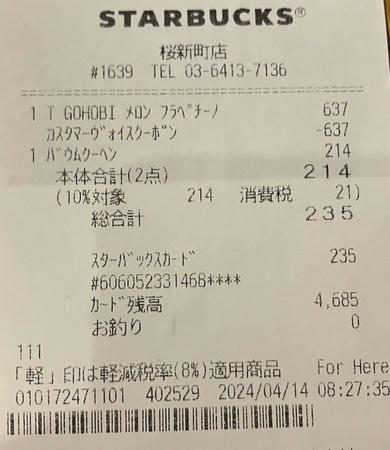 STARBUCKS®
桜新町店
#1639 TEL 03-6413-7136
1 T GOHOBI メロン フラペチーノ 637
カスタマーヴォイスクーポン -637
1 バウムクーヘン 214
本体合計(2点) 214
(10%対象 214 消費税 21)
総合計 235
スターバックスカード 235
#606052331468****
カード残高 4,685
お釣り 0
111
「軽」印は軽減税率(8%)適用商品 For Here
010172471101 402529 2024/04/14 08:27:35